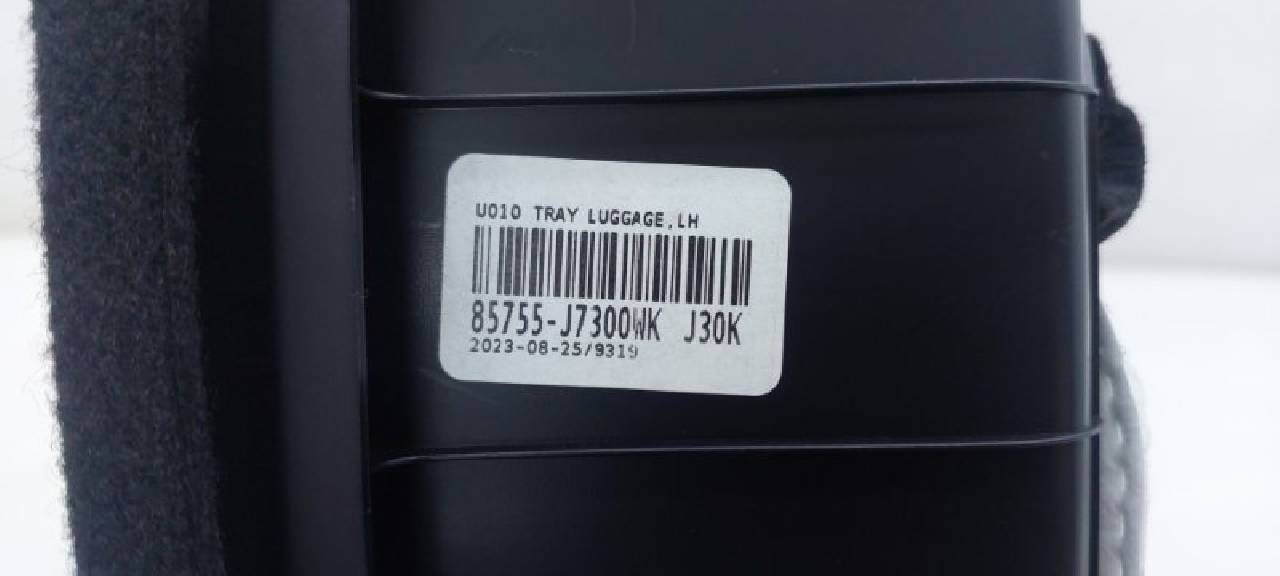 U010 TRAY LUGGAGE,LH
85755-J7300WK J30K
2023-08-25/9319